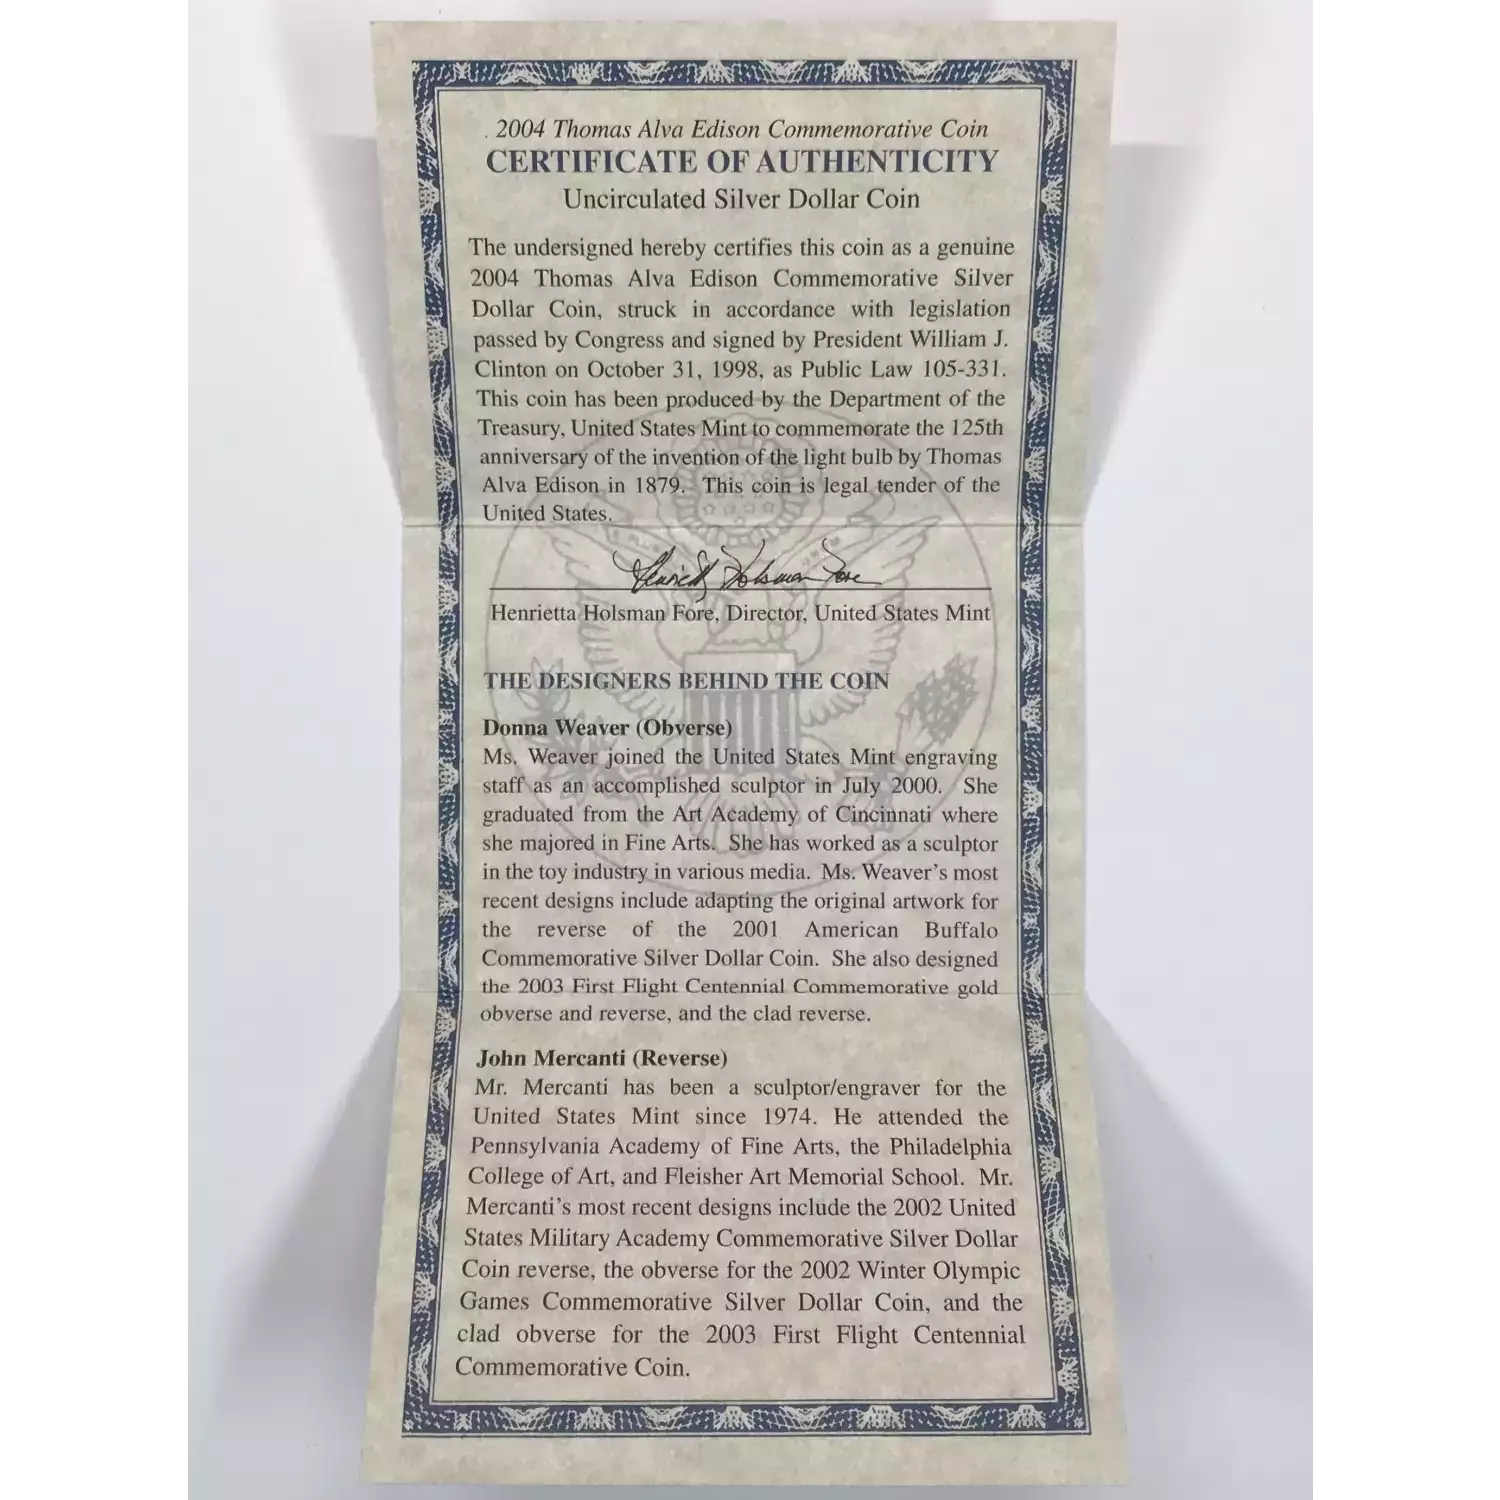 2004 Thomas Alva Edison Commemorative Coin
CERTIFICATE OF AUTHENTICITY
Uncirculated Silver Dollar Coin
The undersigned hereby certifies this coin as a genuine
2004 Thomas Alva Edison Commemorative Silver
Dollar Coin, struck in accordance with legislation
passed by Congress and signed by President William J.
Clinton on October 31, 1998, as Public Law 105-331.
This coin has been produced by the Department of the
Treasury, United States Mint to commemorate the 125th
anniversary of the invention of the light bulb by Thomas
Alva Edison in 1879. This coin is legal tender of the
United States.
Henrietta Holsman Fore
Henrietta Holsman Fore, Director, United States Mint
THE DESIGNERS BEHIND THE COIN
Donna Weaver (Obverse)
Ms. Weaver joined the United States Mint engraving
staff as an accomplished sculptor in July 2000. She
graduated from the Art Academy of Cincinnati where
she majored in Fine Arts. She has worked as a sculptor
in the toy industry in various media. Ms. Weaver's most
recent designs include adapting the original artwork for
the reverse of the 2001 American Buffalo
Commemorative Silver Dollar Coin. She also designed
the 2003 First Flight Centennial Commemorative gold
obverse and reverse, and the clad reverse.
John Mercanti (Reverse)
Mr. Mercanti has been a sculptor/engraver for the
United States Mint since 1974. He attended the
Pennsylvania Academy of Fine Arts, the Philadelphia
College of Art, and Fleisher Art Memorial School. Mr.
Mercanti's most recent designs include the 2002 United
States Military Academy Commemorative Silver Dollar
Coin reverse, the obverse for the 2002 Winter Olympic
Games Commemorative Silver Dollar Coin, and the
clad obverse for the 2003 First Flight Centennial
Commemorative Coin.